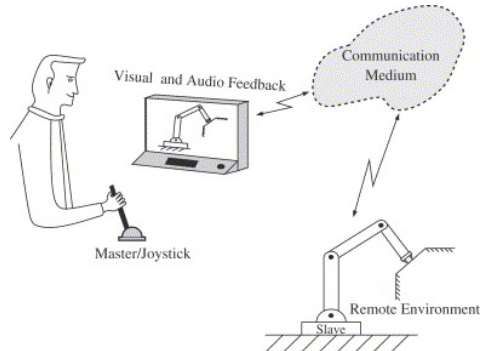 Communication
Medium
Visual and Audio Feedback
Master/Joystick
Remote Environment
Slave